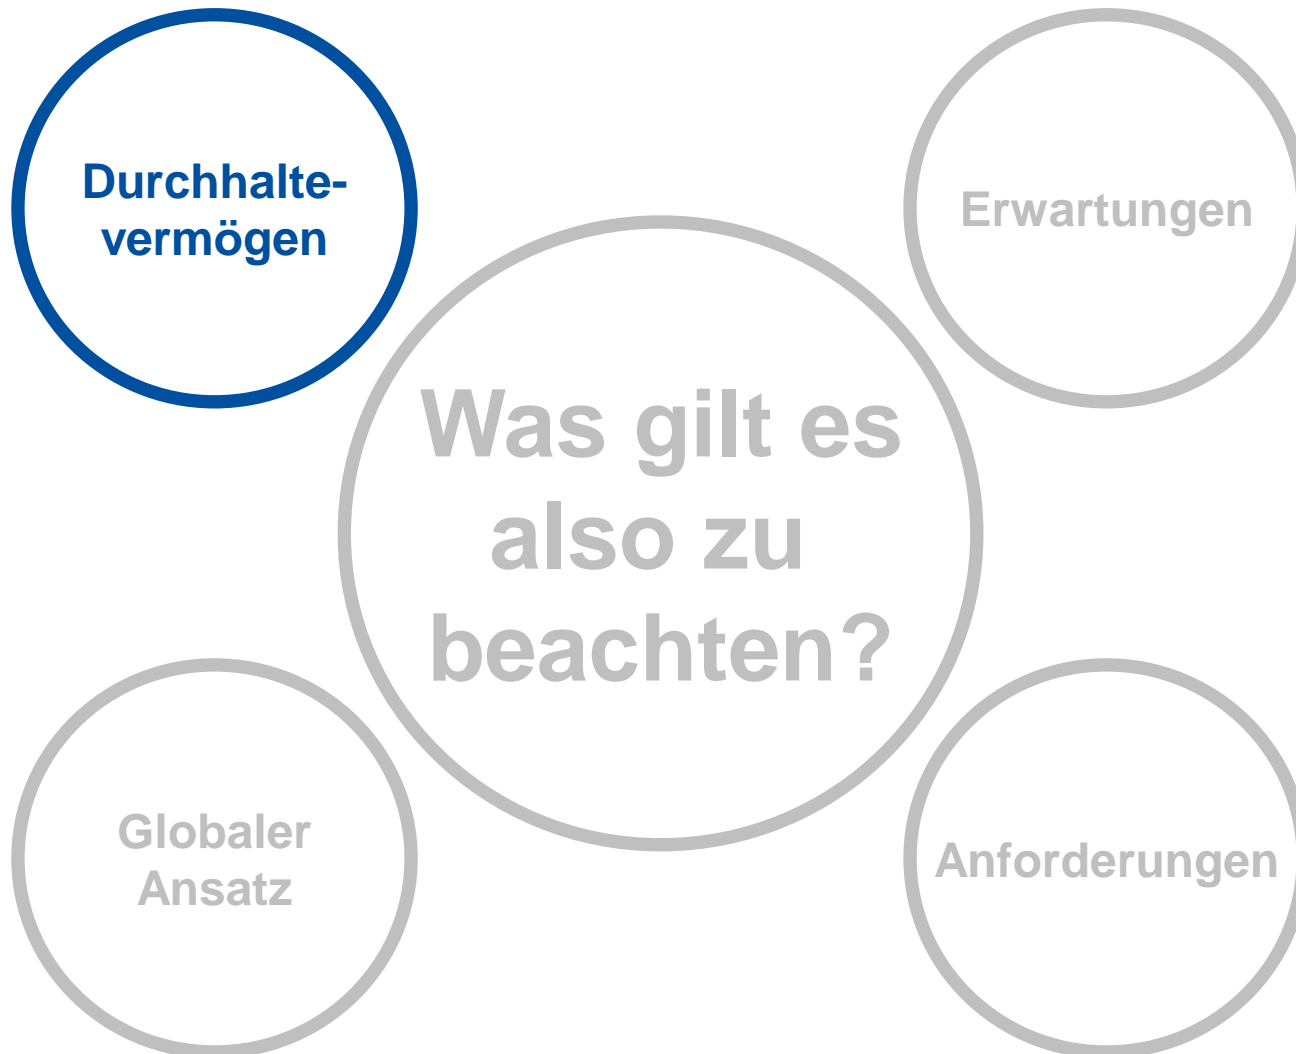 Durchhalte-
vermögen
Erwartungen
Was gilt es
also zu
beachten?
Globaler
Ansatz
Anforderungen